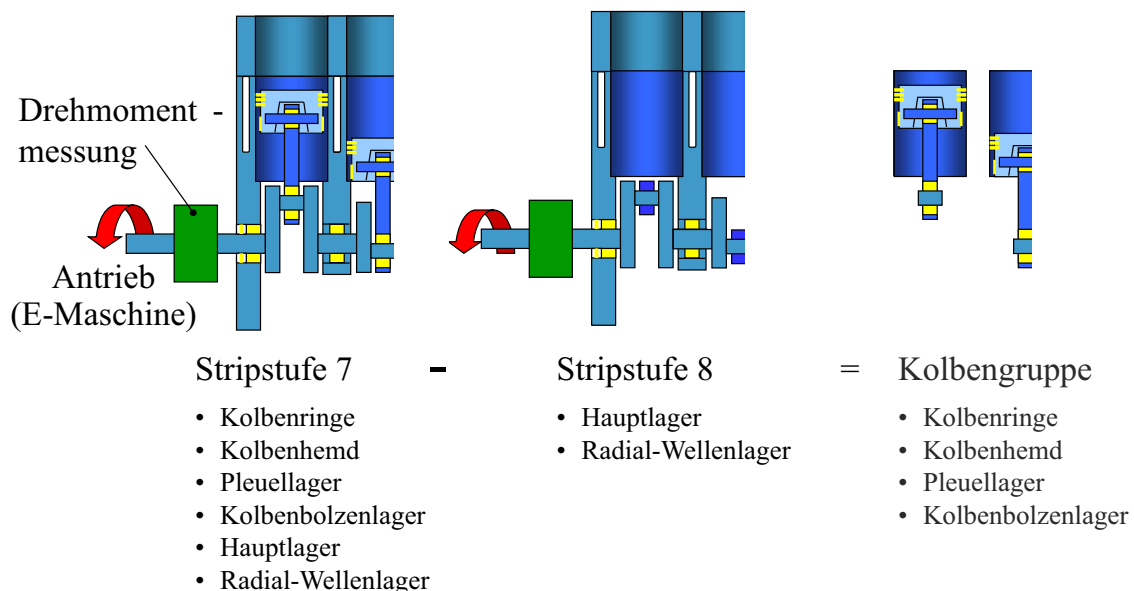 Drehmoment -
messung
Antrieb
(E-Maschine)
Stripstufe 7 - Stripstufe 8 = Kolbengruppe
• Kolbenringe
• Kolbenhemd
• Pleuellager
• Kolbenbolzenlager
• Hauptlager
• Radial-Wellenlager
• Hauptlager
• Radial-Wellenlager
• Kolbenringe
• Kolbenhemd
• Pleuellager
• Kolbenbolzenlager